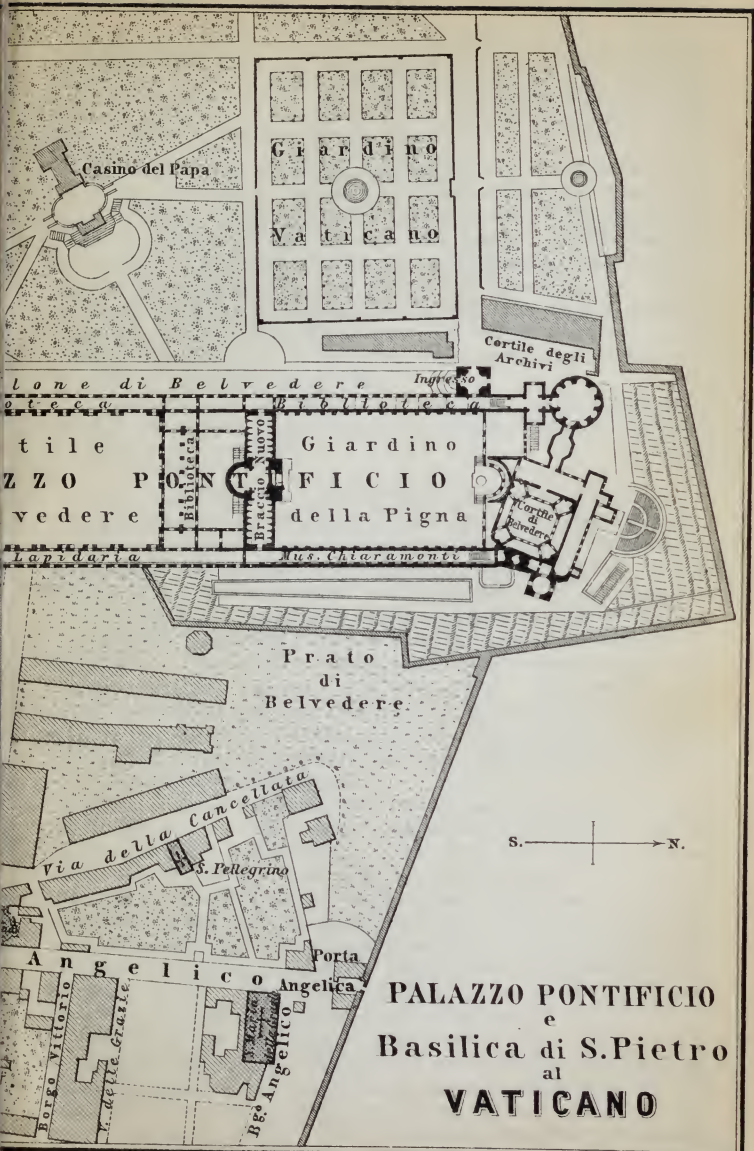 Casino del Papa
Giardino
Vaticano
Cortile degli
Archivi
lone di Belvedere
Ingresso
oteca
Biblioteca
tile
vedere
ZZO PONTIFICIO
Biblioteca
Braccio Nuovo
Giardino
della Pigna
Cortile
di
Belvedere
Lapidaria
Mus. Chiaramonti
Prato
di
Belvedere
Via della Cancellata
S. Pellegrino
S. N.
Angelico
Porta
Angelica
Borgo Vittorio
delle Grazie
S. Maria
Bgo. Angelico
PALAZZO PONTIFICIO
e
Basilica di S. Pietro
al
VATICANO